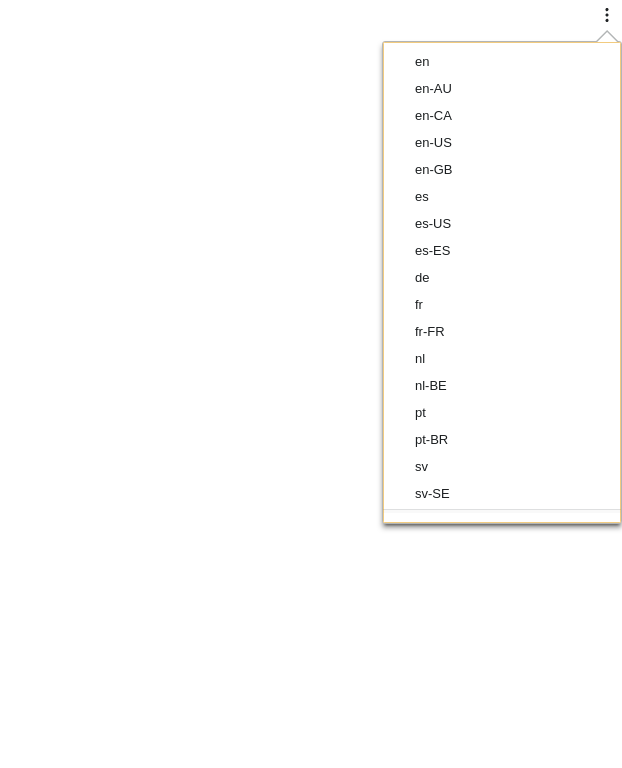 en
en-AU
en-CA
en-US
en-GB
es
es-US
es-ES
de
fr
fr-FR
nl
nl-BE
pt
pt-BR
sv
sv-SE